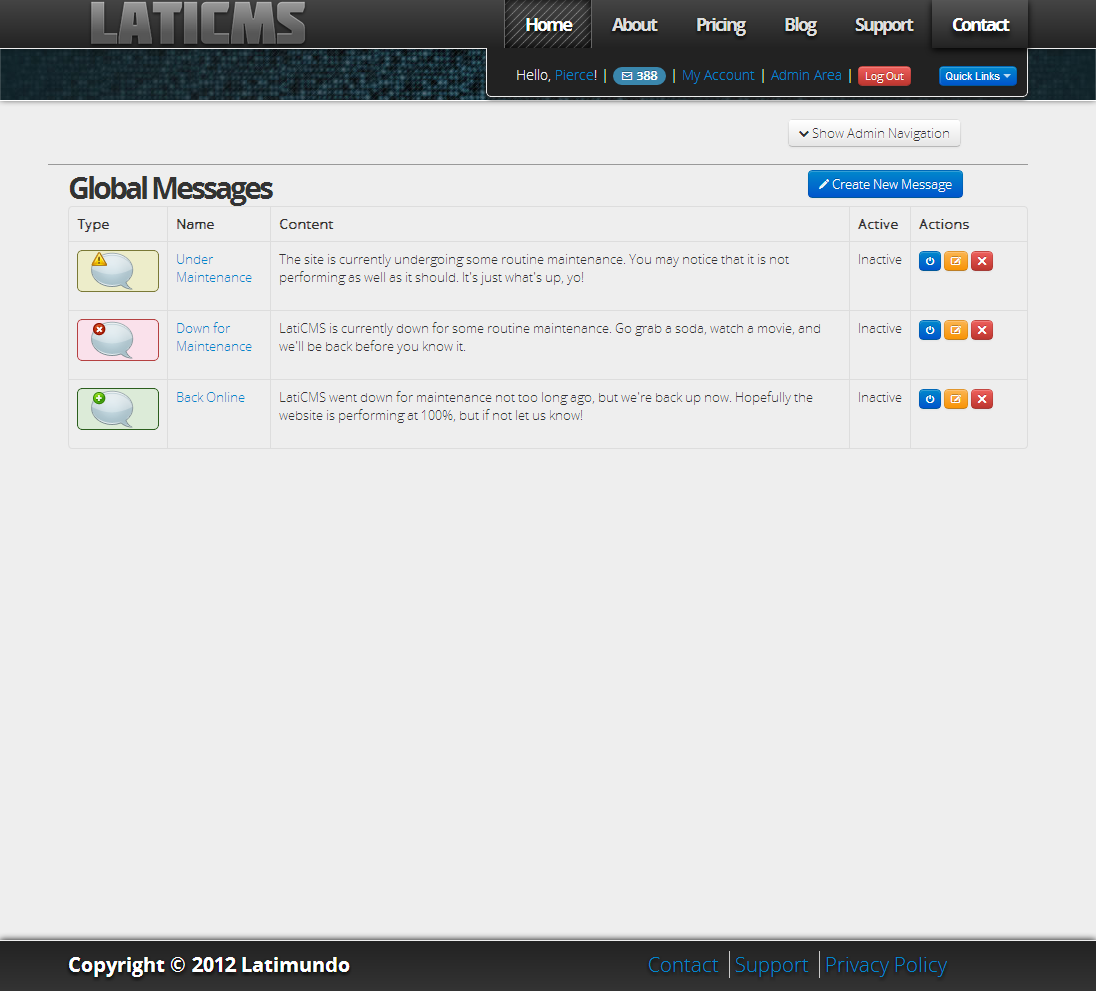 LATICMS
Home About Pricing Blog Support Contact
Hello, Pierce! | 388 | My Account | Admin Area | Log Out Quick Links
Show Admin Navigation
Global Messages
Create New Message
Type Name Content Active Actions
Under Maintenance
The site is currently undergoing some routine maintenance. You may notice that it is not
performing as well as it should. It's just what's up, yo!
Inactive
Down for Maintenance
LatiCMS is currently down for some routine maintenance. Go grab a soda, watch a movie, and
we'll be back before you know it.
Inactive
Back Online
LatiCMS went down for maintenance not too long ago, but we're back up now. Hopefully the
website is performing at 100%, but if not let us know!
Inactive
Copyright © 2012 Latimundo
Contact Support Privacy Policy